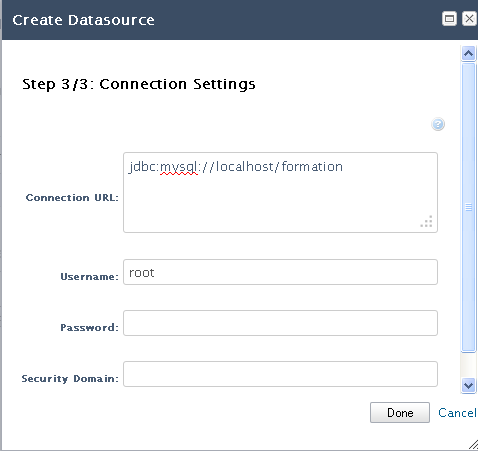 Create Datasource
Step 3/3: Connection Settings
Connection URL:
jdbc:mysql://localhost/formation
Username:
root
Password:
Security Domain:
Done
Cancel